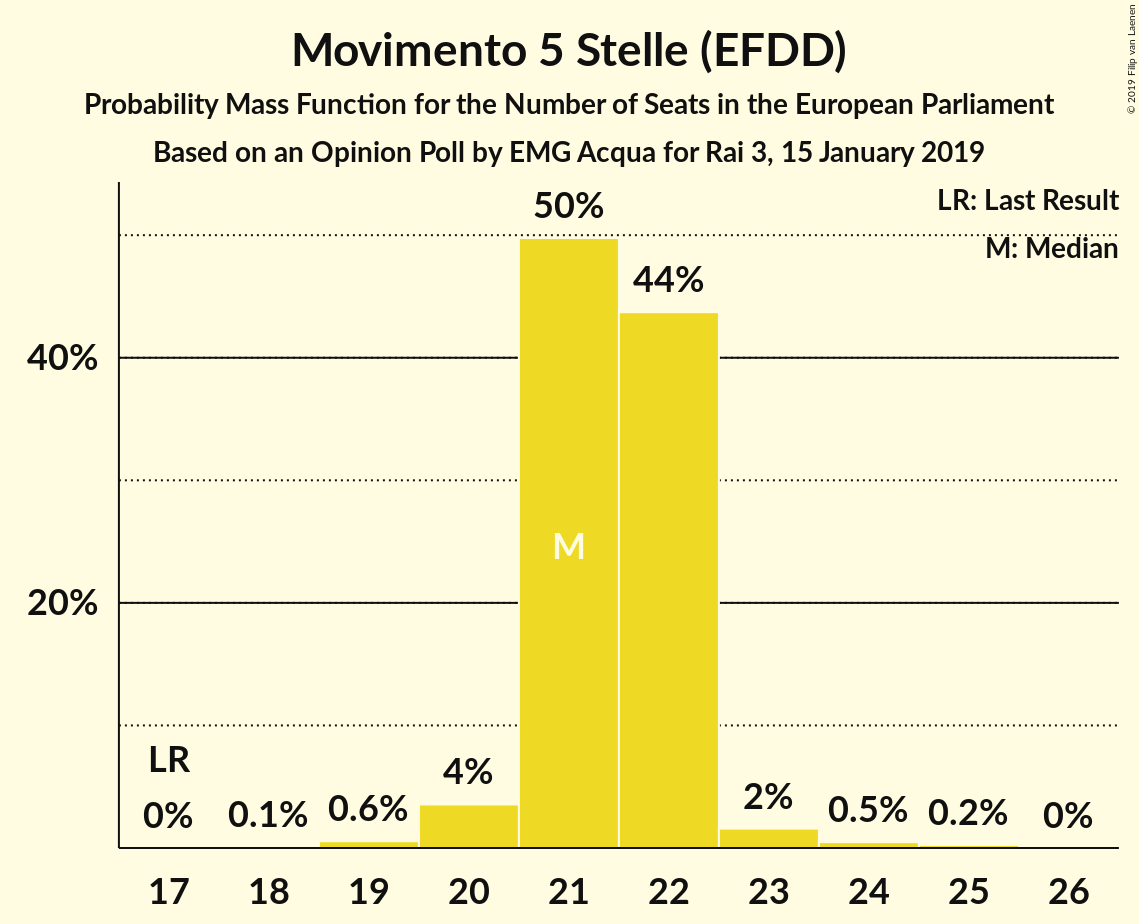 Movimento 5 Stelle (EFDD)
Probability Mass Function for the Number of Seats in the European Parliament
Based on an Opinion Poll by EMG Acqua for Rai 3, 15 January 2019
© 2019 Filip van Laenen
LR: Last Result
M: Median
50%
44%
40%
M
20%
LR
0%
0.1%
0.6%
4%
2%
0.5%
0.2%
0%
17 18 19 20 21 22 23 24 25 26